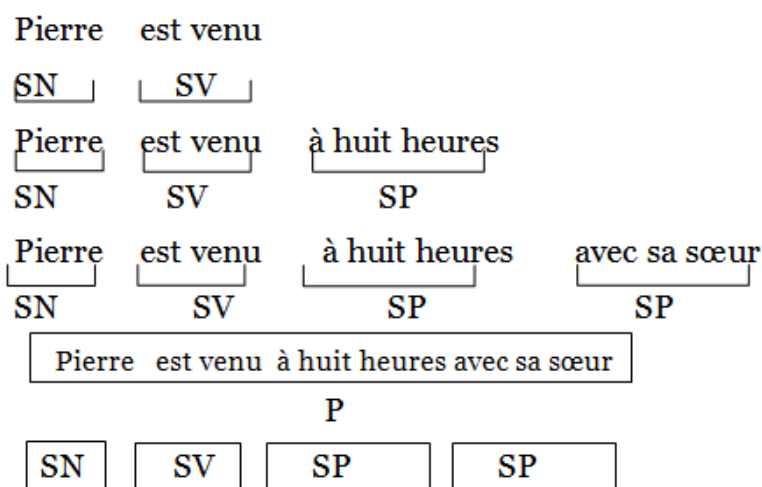 Pierre est venu
SN SV
Pierre est venu à huit heures
SN SV SP
Pierre est venu à huit heures avec sa sœur
SN SV SP SP
Pierre est venu à huit heures avec sa sœur
P
SN SV SP SP